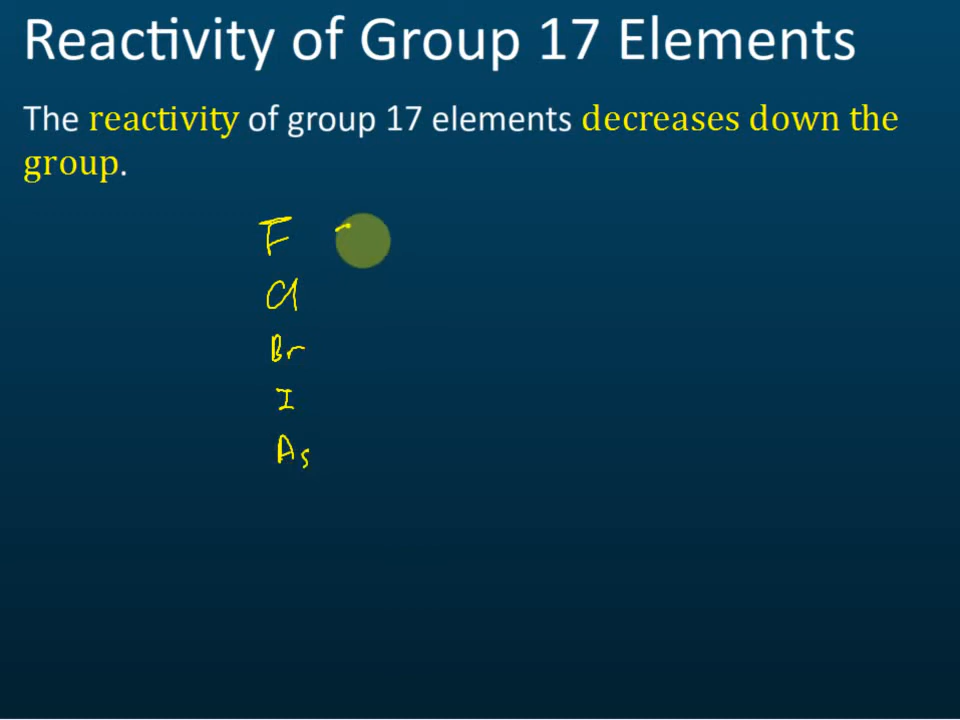 Reactivity of Group 17 Elements
The reactivity of group 17 elements decreases down the
group.
F
Cl
Br
I
As